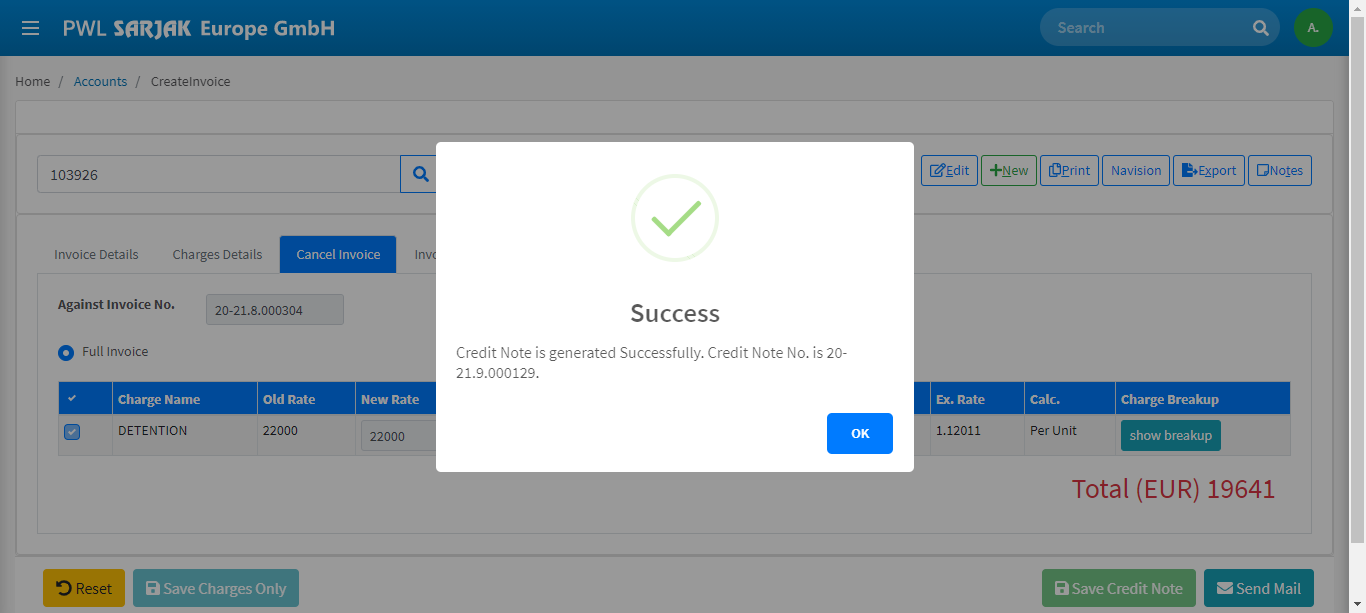 PWL SARJAK Europe GmbH
Search
A.
Home / Accounts / CreateInvoice
103926
Edit
New
Print
Navision
Export
Notes
Invoice Details
Charges Details
Cancel Invoice
Against Invoice No.
20-21.8.000304
Full Invoice
Charge Name
Old Rate
New Rate
Ex. Rate
Calc.
Charge Breakup
DETENTION
22000
22000
1.12011
Per Unit
show breakup
Total (EUR) 19641
Success
Credit Note is generated Successfully. Credit Note No. is 20-
21.9.000129.
OK
Reset
Save Charges Only
Save Credit Note
Send Mail